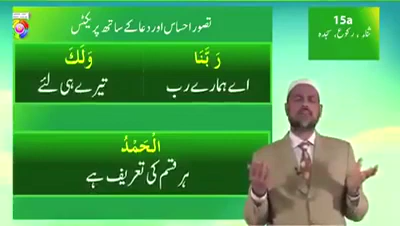 تصور احساس اور دعا کے ساتھ پریکٹس
15a
ثناء، رکوع، سجدہ
رَبَّنَا وَلَكَ
اے ہمارے رب تیرے ہی لئے
الْحَمْدُ
ہر قسم کی تعریف ہے